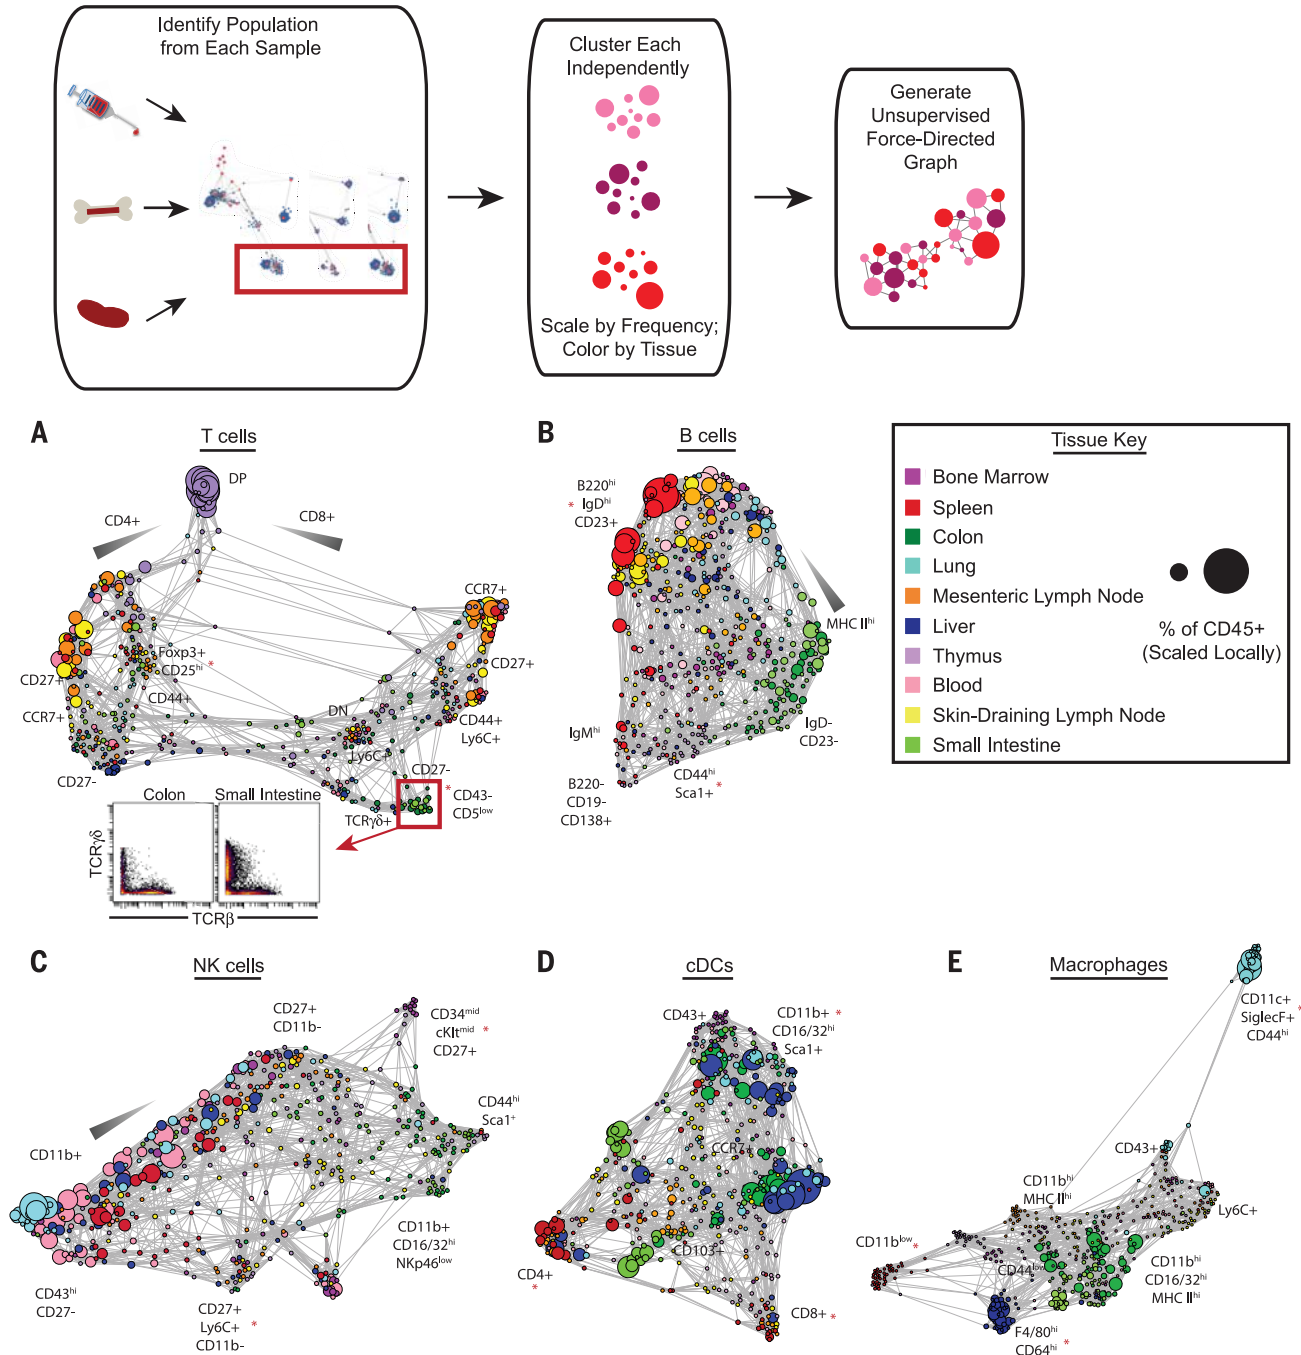 Identify Population
from Each Sample
Cluster Each
Independently
Scale by Frequency;
Color by Tissue
Generate
Unsupervised
Force-Directed
Graph
A
T cells
DP
CD4+
CD8+
CCR7+
Foxp3+
CD25hi *
CD27+
CD27+
CD44+
CCR7+
DN
CD44+
Ly6C+
Ly6C+
CD27-
CD27-
* CD43-
CD5low
TCRγδ+
Colon
Small Intestine
TCRγδ
TCRβ
B
B cells
B220hi
* IgDhi
CD23+
MHC IIhi
IgMhi
IgD-
CD23-
CD44hi
Sca1+ *
B220-
CD19-
CD138+
Tissue Key
Bone Marrow
Spleen
Colon
Lung
Mesenteric Lymph Node
Liver
Thymus
Blood
Skin-Draining Lymph Node
Small Intestine
% of CD45+
(Scaled Locally)
C
NK cells
CD27+
CD11b-
CD34mid
cKItmid *
CD27+
CD44hi
Sca1+
CD11b+
CD11b+
CD16/32hi
NKp46low
CD43hi
CD27-
CD27+
Ly6C+ *
CD11b-
D
cDCs
CD43+
CD11b+ *
CD16/32hi
Sca1+
CCR7+
CD103+
CD4+
*
CD8+ *
E
Macrophages
CD11c+
SiglecF+ *
CD44hi
CD43+
CD11bhi
MHC IIhi
Ly6C+
CD11blow *
CD44low
CD11bhi
CD16/32hi
MHC IIhi
F4/80hi
CD64hi *